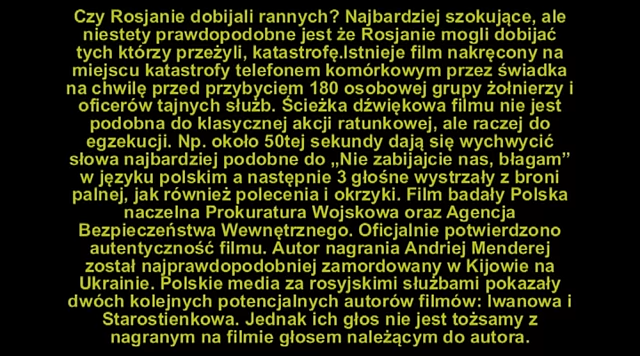 Czy Rosjanie dobijali rannych? Najbardziej szokujące, ale
niestety prawdopodobne jest że Rosjanie mogli dobijać
tych którzy przeżyli, katastrofę.Istnieje film nakręcony na
miejscu katastrofy telefonem komórkowym przez świadka
na chwilę przed przybyciem 180 osobowej grupy żołnierzy i
oficerów tajnych służb. Ścieżka dźwiękowa filmu nie jest
podobna do klasycznej akcji ratunkowej, ale raczej do
egzekucji. Np. około 50tej sekundy dają się wychwycić
słowa najbardziej podobne do „Nie zabijajcie nas, błagam”
w języku polskim a następnie 3 głośne wystrzały z broni
palnej, jak również polecenia i okrzyki. Film badały Polska
naczelna Prokuratura Wojskowa oraz Agencja
Bezpieczeństwa Wewnętrznego. Oficjalnie potwierdzono
autentyczność filmu. Autor nagrania Andriej Menderej
został najprawdopodobniej zamordowany w Kijowie na
Ukrainie. Polskie media za rosyjskimi służbami pokazały
dwóch kolejnych potencjalnych autorów filmów: Iwanowa i
Starostienkowa. Jednak ich głos nie jest tożsamy z
nagranym na filmie głosem należącym do autora.